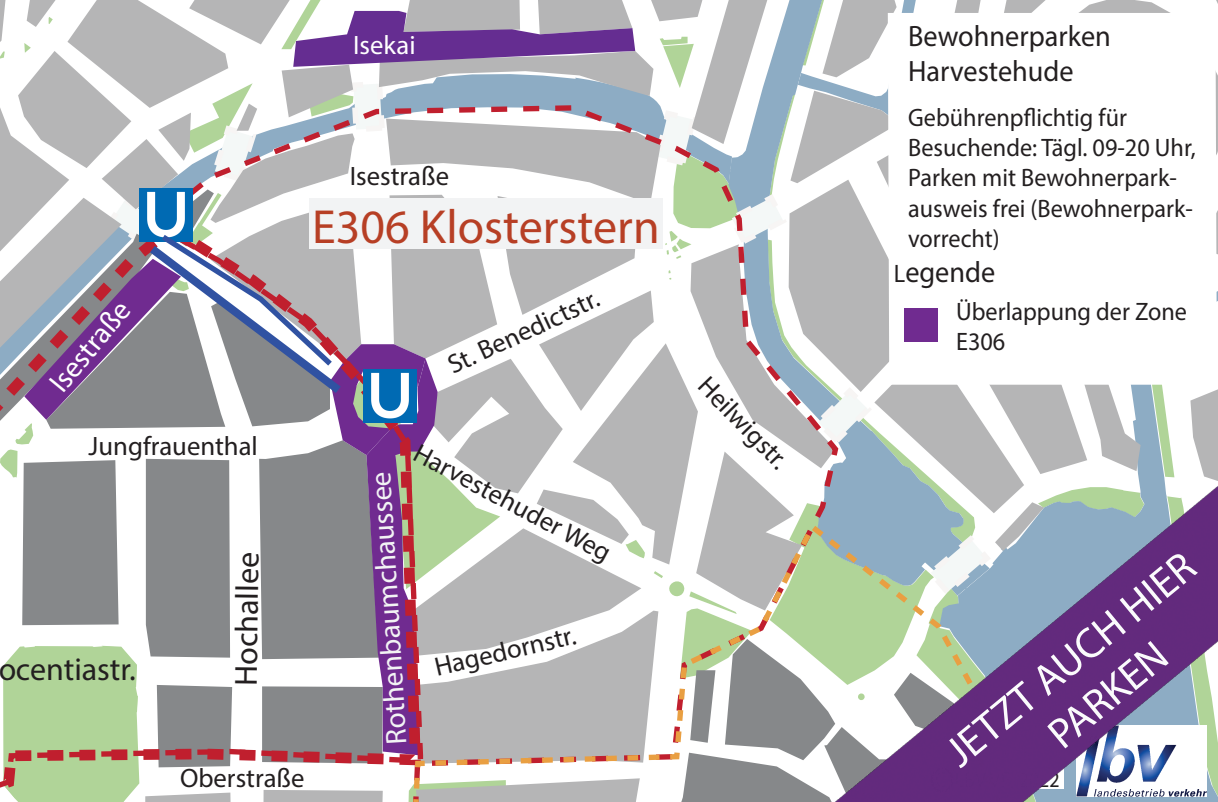 Isekai
Isestraße
E306 Klosterstern
U
Isestraße
U
St. Benedictstr.
Heilwigstr.
Jungfrauenthal
Harvestehuder Weg
Rothenbaumchaussee
Hochallee
Hagedornstr.
ocentiastr.
Oberstraße
Bewohnerparken
Harvestehude
Gebührenpflichtig für
Besuchende: Tägl. 09-20 Uhr,
Parken mit Bewohnerpark-
ausweis frei (Bewohnerpark-
vorrecht)
Legende
Überlappung der Zone
E306
JETZT AUCH HIER
PARKEN
22
lbv
landesbetrieb verkehr